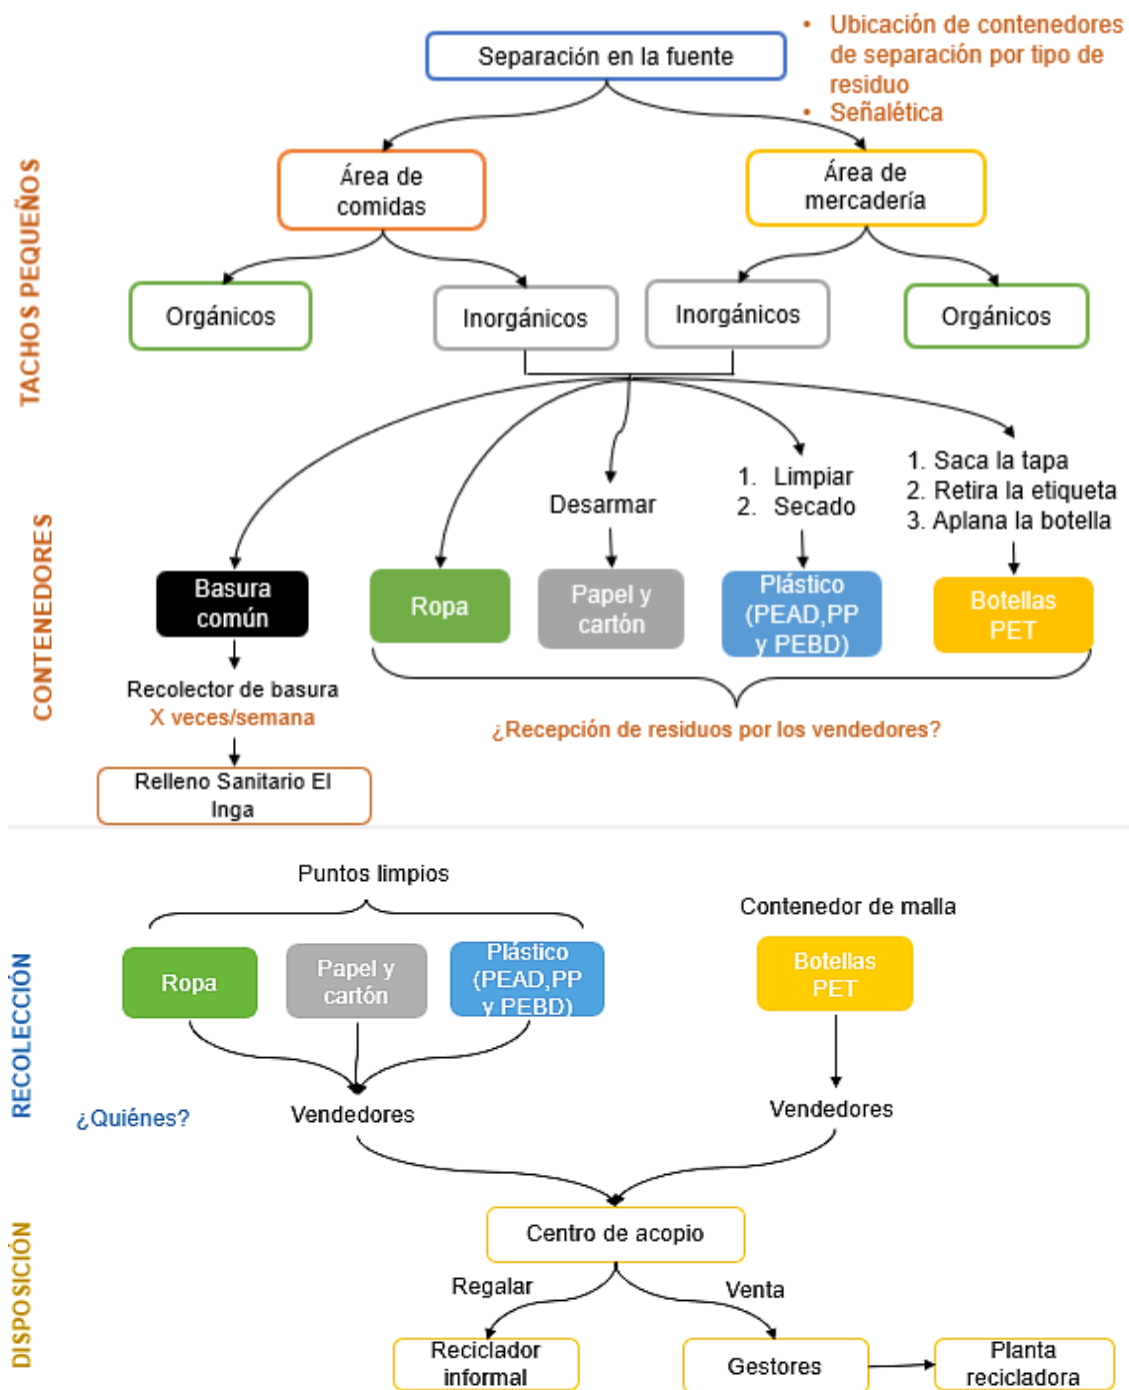 Separación en la fuente
• Ubicación de contenedores
de separación por tipo de
residuo
• Señalética
TACHOS PEQUEÑOS
Área de
comidas
Área de
mercadería
Orgánicos
Inorgánicos
Inorgánicos
Orgánicos
CONTENEDORES
Desarmar
1. Limpiar
2. Secado
1. Saca la tapa
2. Retira la etiqueta
3. Aplana la botella
Basura
común
Ropa
Papel y
cartón
Plástico
(PEAD,PP
y PEBD)
Botellas
PET
Recolector de basura
X veces/semana
¿Recepción de residuos por los vendedores?
Relleno Sanitario El
Inga
RECOLECCIÓN
Puntos limpios
Contenedor de malla
Ropa
Papel y
cartón
Plástico
(PEAD,PP
y PEBD)
Botellas
PET
¿Quiénes?
Vendedores
Vendedores
DISPOSICIÓN
Centro de acopio
Regalar
Venta
Reciclador
informal
Gestores
Planta
recicladora